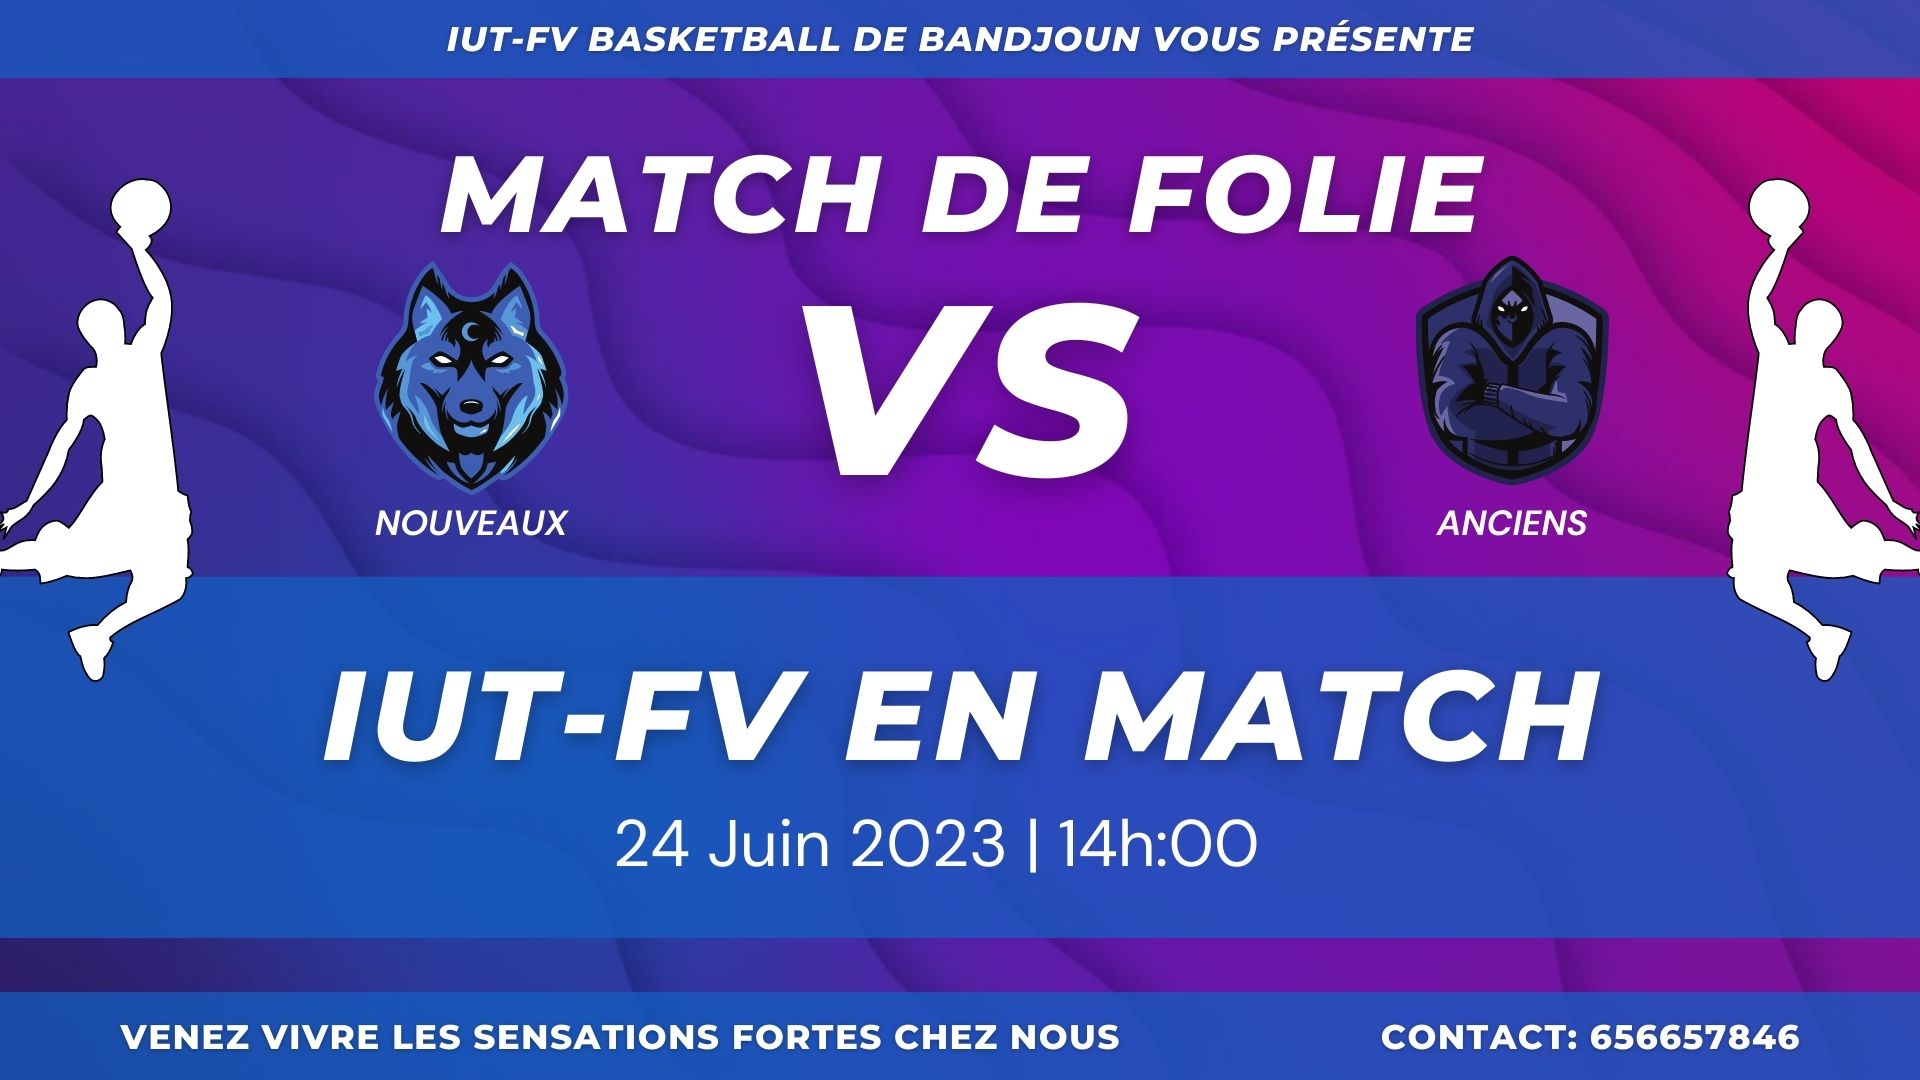 IUT-FV BASKETBALL DE BANDJOUN VOUS PRÉSENTE
MATCH DE FOLIE
VS
NOUVEAUX
ANCIENS
IUT-FV EN MATCH
24 Juin 2023 | 14h:00
VENEZ VIVRE LES SENSATIONS FORTES CHEZ NOUS
CONTACT: 656657846